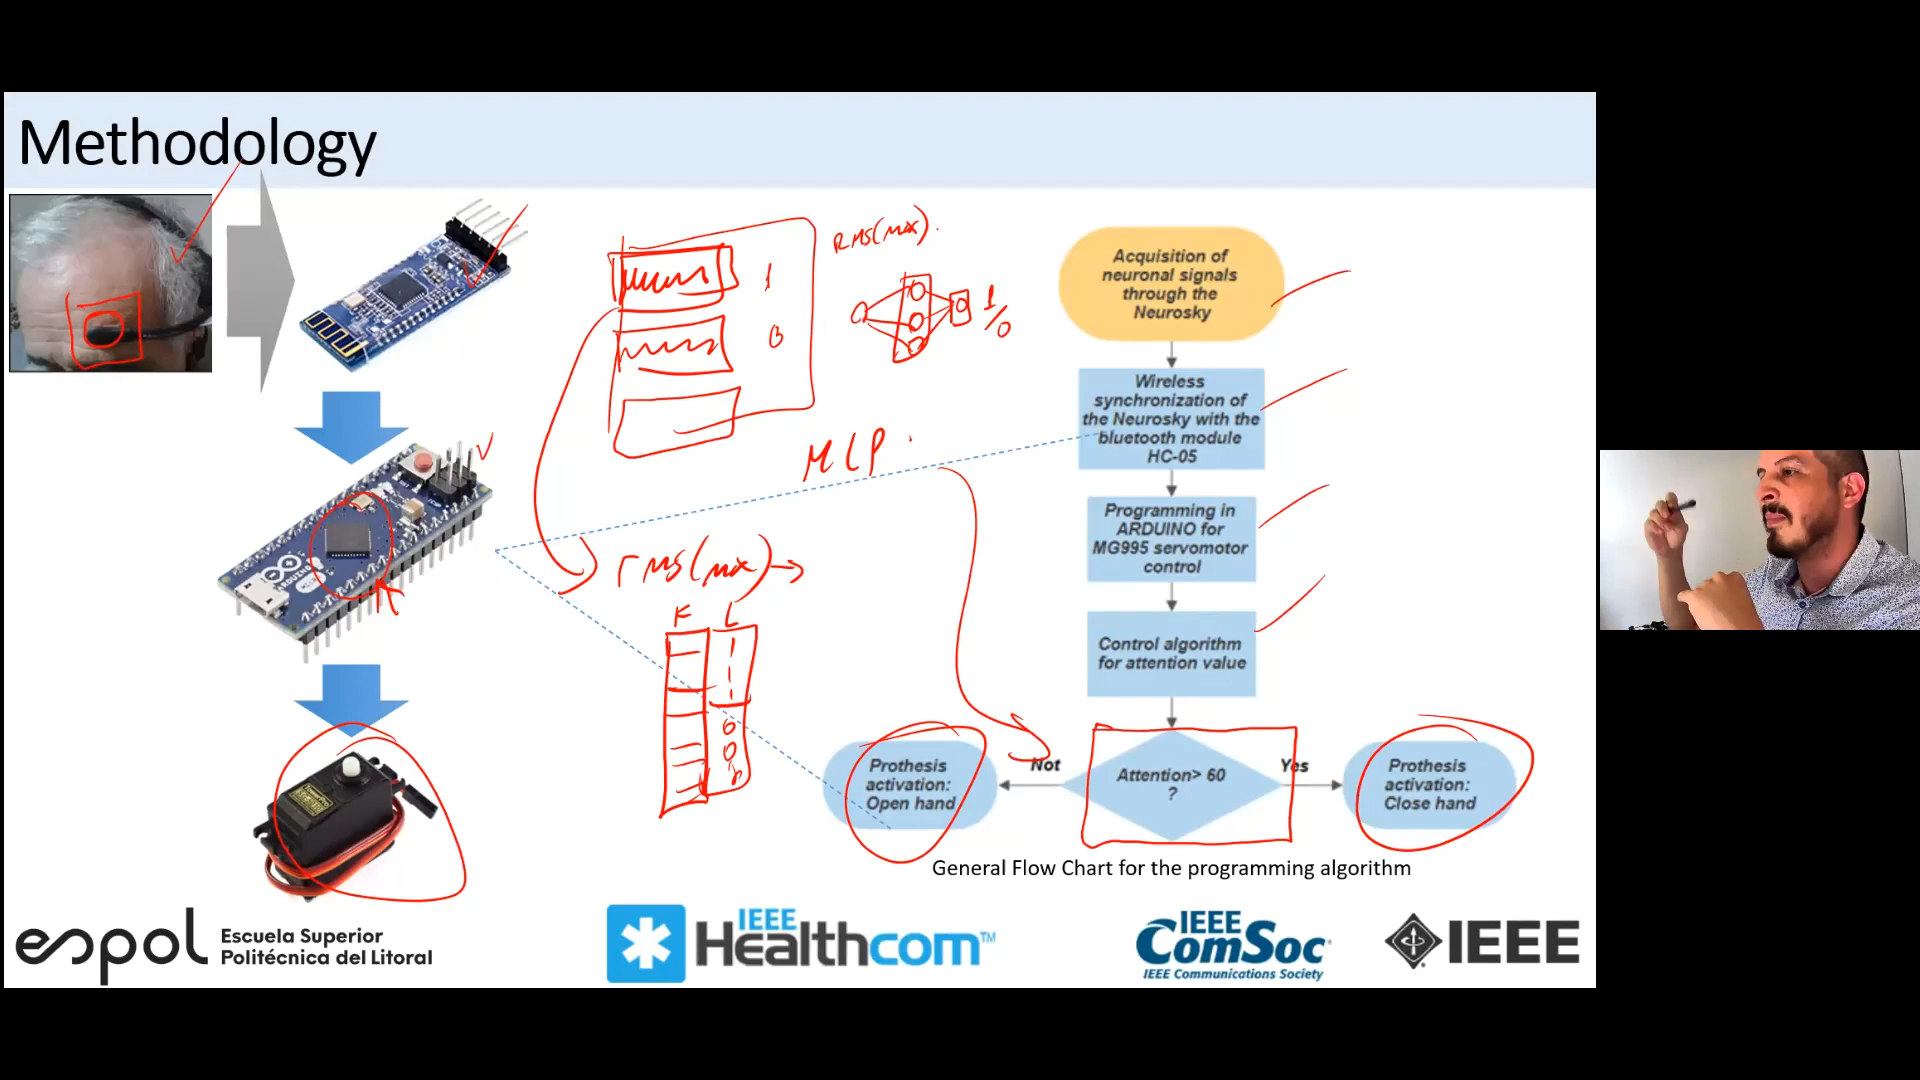 Methodology
RMS(MAX).
1
0
1/0
MLP
rMS(MAX)→
F L
1
1
1
0
0
0
Acquisition of
neuronal signals
through the
Neurosky
Wireless
synchronization of
the Neurosky with the
bluetooth module
HC-05
Programming in
ARDUINO for
MG995 servomotor
control
Control algorithm
for attention value
Prothesis
activation:
Open hand
Not
Attention> 60
?
Yes
Prothesis
activation:
Close hand
General Flow Chart for the programming algorithm
ARDUINO
espol
Escuela Superior
Politécnica del Litoral
IEEE
Healthcom™
IEEE
ComSoc
IEEE Communications Society
IEEE